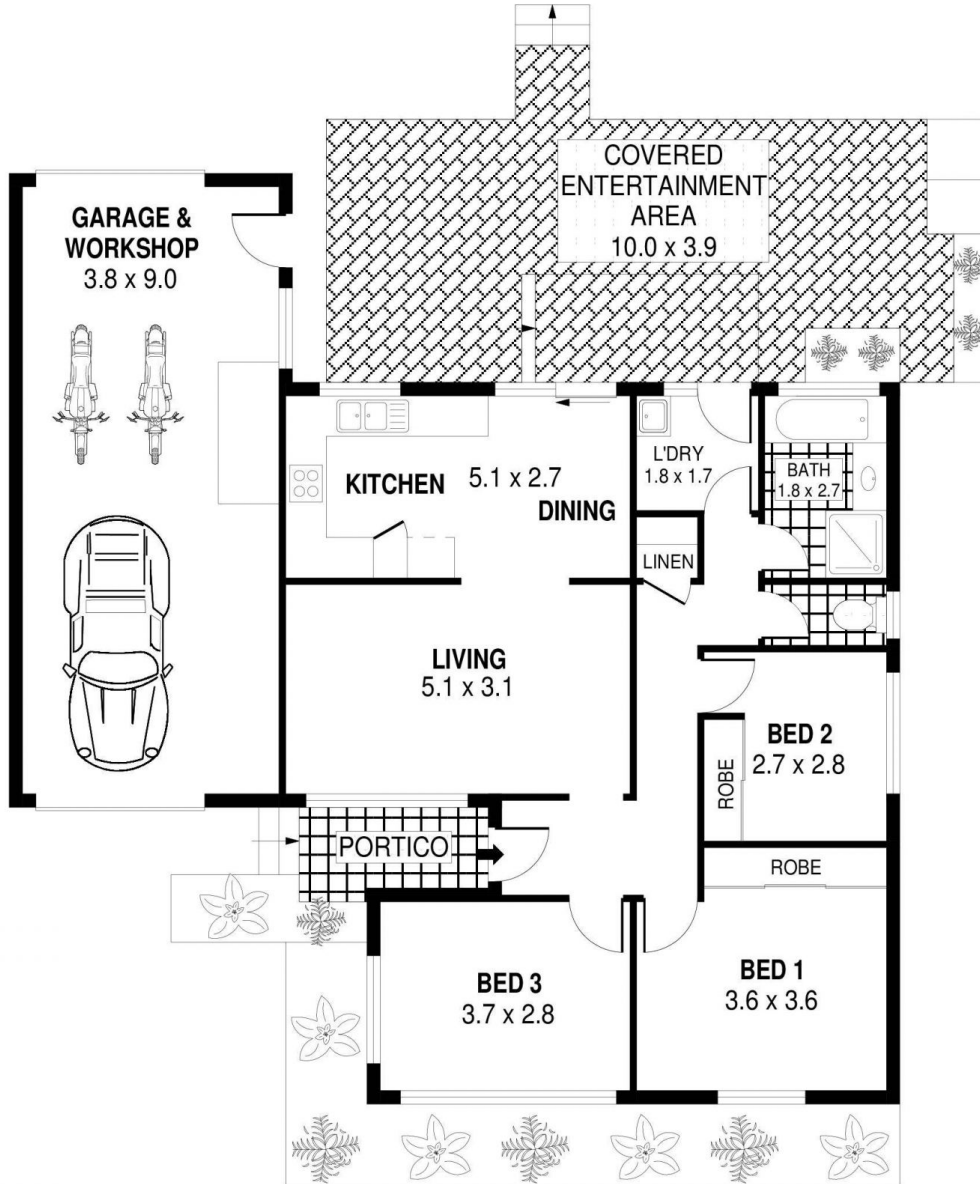 COVERED
ENTERTAINMENT
AREA
10.0 x 3.9
GARAGE &
WORKSHOP
3.8 x 9.0
KITCHEN
5.1 x 2.7
DINING
L'DRY
1.8 x 1.7
BATH
1.8 x 2.7
LINEN
LIVING
5.1 x 3.1
BED 2
2.7 x 2.8
ROBE
PORTICO
ROBE
BED 3
3.7 x 2.8
BED 1
3.6 x 3.6